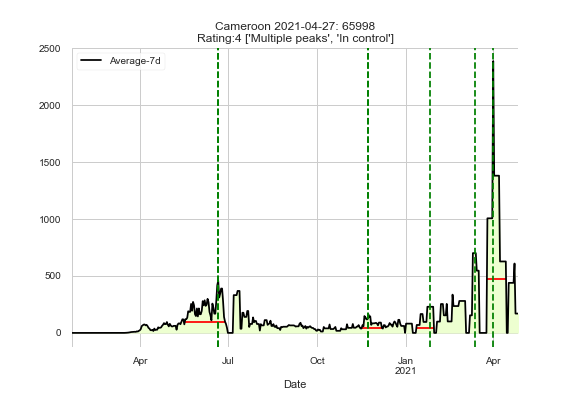 Cameroon 2021-04-27: 65998
Rating:4 ['Multiple peaks', 'In control']
2500
Average-7d
2000
1500
1000
500
0
Apr
Jul
Oct
Jan
2021
Apr
Date